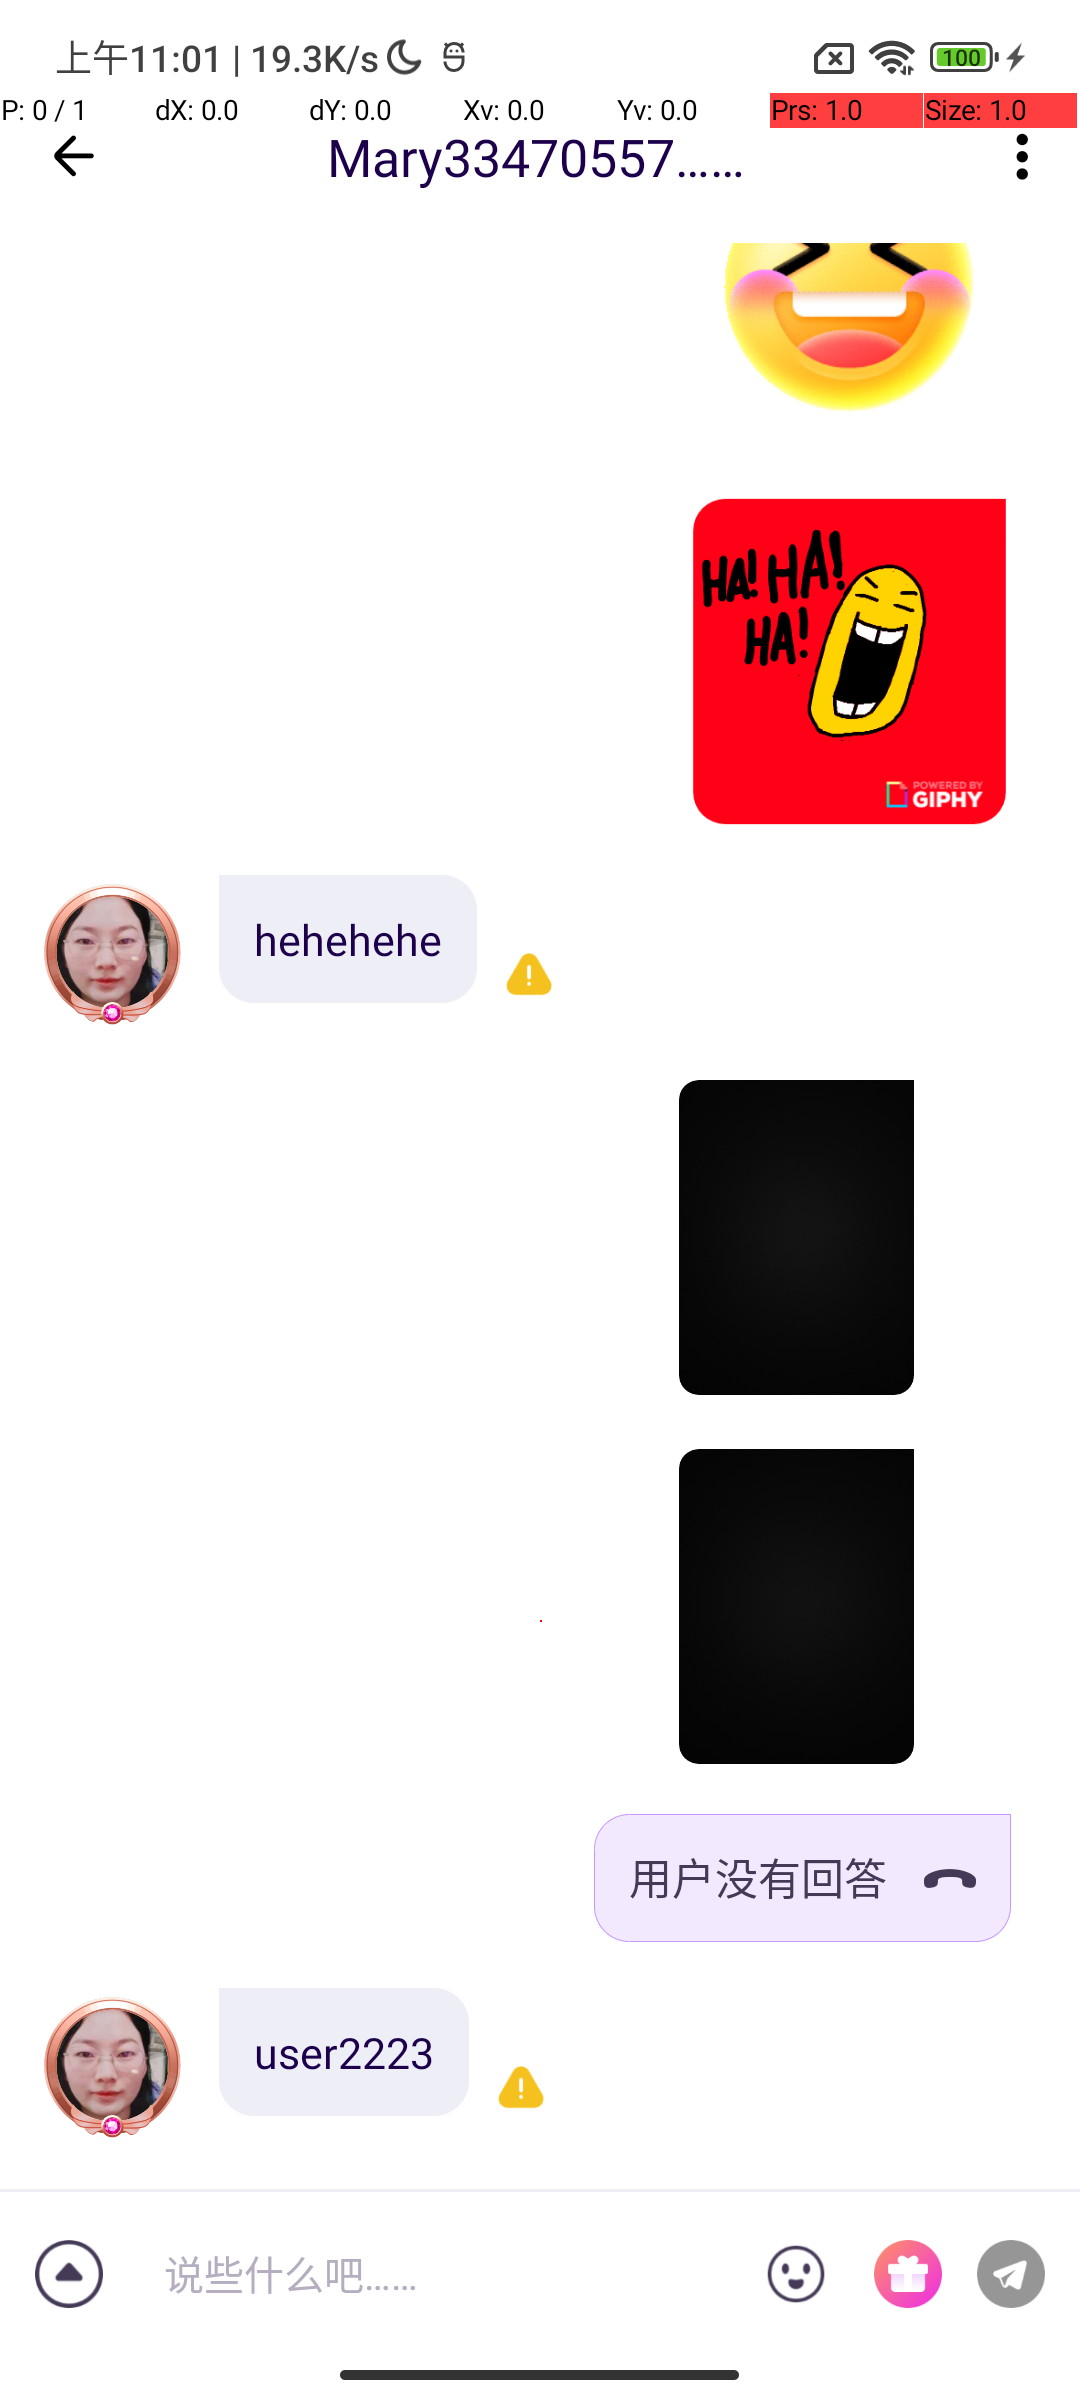 上午11:01 | 19.3K/s
100
P: 0 / 1 dX: 0.0 dY: 0.0 Xv: 0.0 Yv: 0.0 Prs: 1.0 Size: 1.0
Mary33470557......
HA! HA!
HA!
POWERED BY
GIPHY
hehehehe
用户没有回答
user2223
说些什么吧......